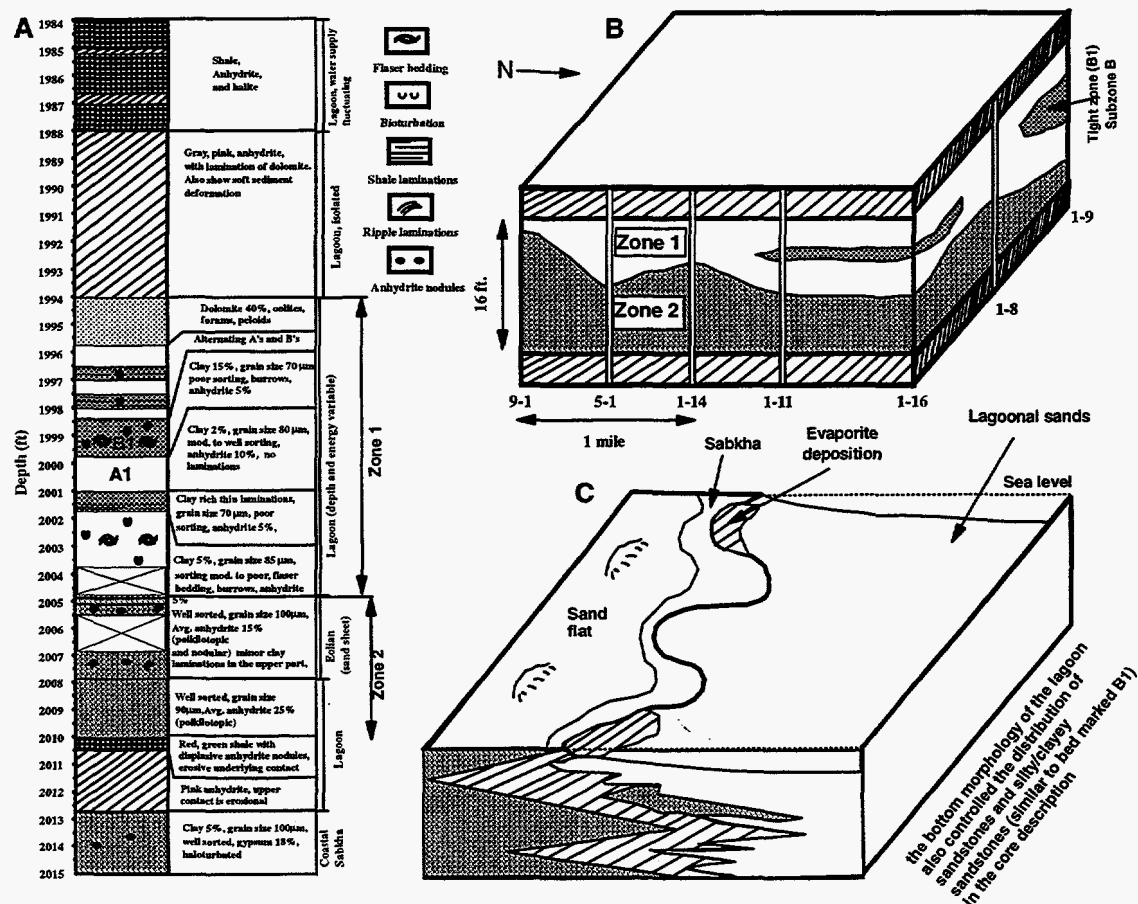 A
Depth (ft)
1984
1985
1986
1987
1988
1989
1990
1991
1992
1993
1994
1995
1996
1997
1998
1999
2000
2001
2002
2003
2004
2005
2006
2007
2008
2009
2010
2011
2012
2013
2014
2015
B1
A1
Shale,
Anhydrite,
and halite
Gray, pink, anhydrite,
with lamination of dolomite.
Also show soft sediment
deformation
Dolomite 40%, oolites,
forams, peloids
Alternating A's and B's
Clay 15%, grain size 70 µm
poor sorting, burrows,
anhydrite 5%
Clay 2%, grain size 80 µm,
mod. to well sorting,
anhydrite 10%, no
laminations
Clay rich thin laminations,
grain size 70 µm, poor
sorting, anhydrite 5%,
Clay 5%, grain size 85 µm,
sorting mod. to poor, flaser
bedding, burrows, anhydrite
5%
Well sorted, grain size 100µm,
Avg. anhydrite 15%
(poikilotopic
and nodular) minor clay
laminations in the upper part.
Well sorted, grain size
90µm, Avg. anhydrite 25%
(poikilotopic)
Red, green shale with
displasive anhydrite nodules,
erosive underlying contact
Pink anhydrite, upper
contact is erosional
Clay 5%, grain size 100µm,
well sorted, gypsum 18%,
haloturbated
Lagoon, water supply
fluctuating
Lagoon, isolated
Lagoon (depth and energy variable)
Eolian
(sand sheet)
Lagoon
Coastal
Sabkha
Zone 1
Zone 2
Flaser bedding
Bioturbation
Shale laminations
Ripple laminations
Anhydrite nodules
B
N
Zone 1
Zone 2
16 ft.
9-1
5-1
1-14
1-11
1-16
1-8
1-9
1 mile
Tight zone (B1)
Subzone B
C
Sabkha
Evaporite
deposition
Lagoonal sands
Sea level
Sand
flat
the bottom morphology of the lagoon
also controlled the distribution of
sandstones and silty/clayey
sandstones (similar to bed marked B1)
in the core description